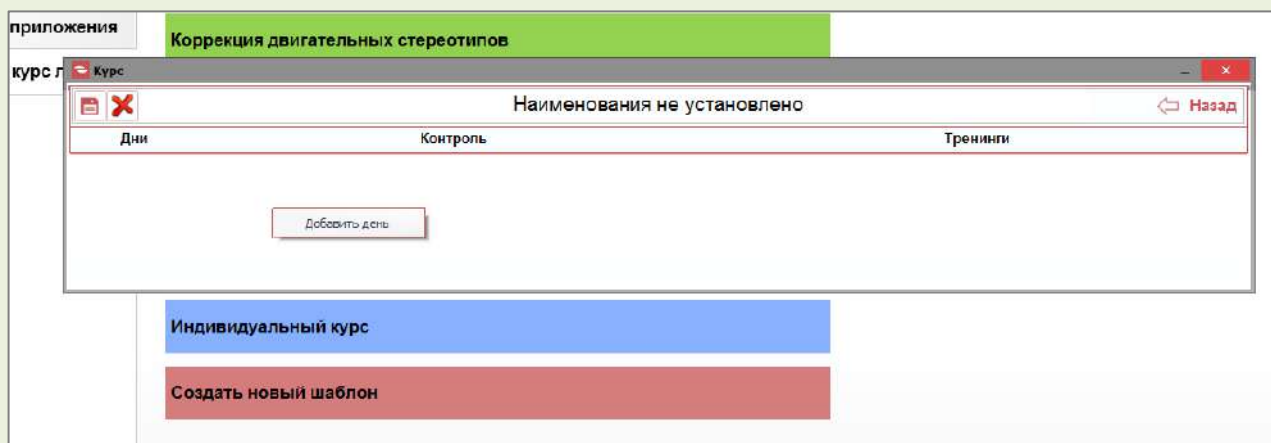 приложения
Коррекция двигательных стереотипов
курс л
Курс
Наименования не установлено
Назад
Дни Контроль Тренинги
Добавить день
Индивидуальный курс
Создать новый шаблон